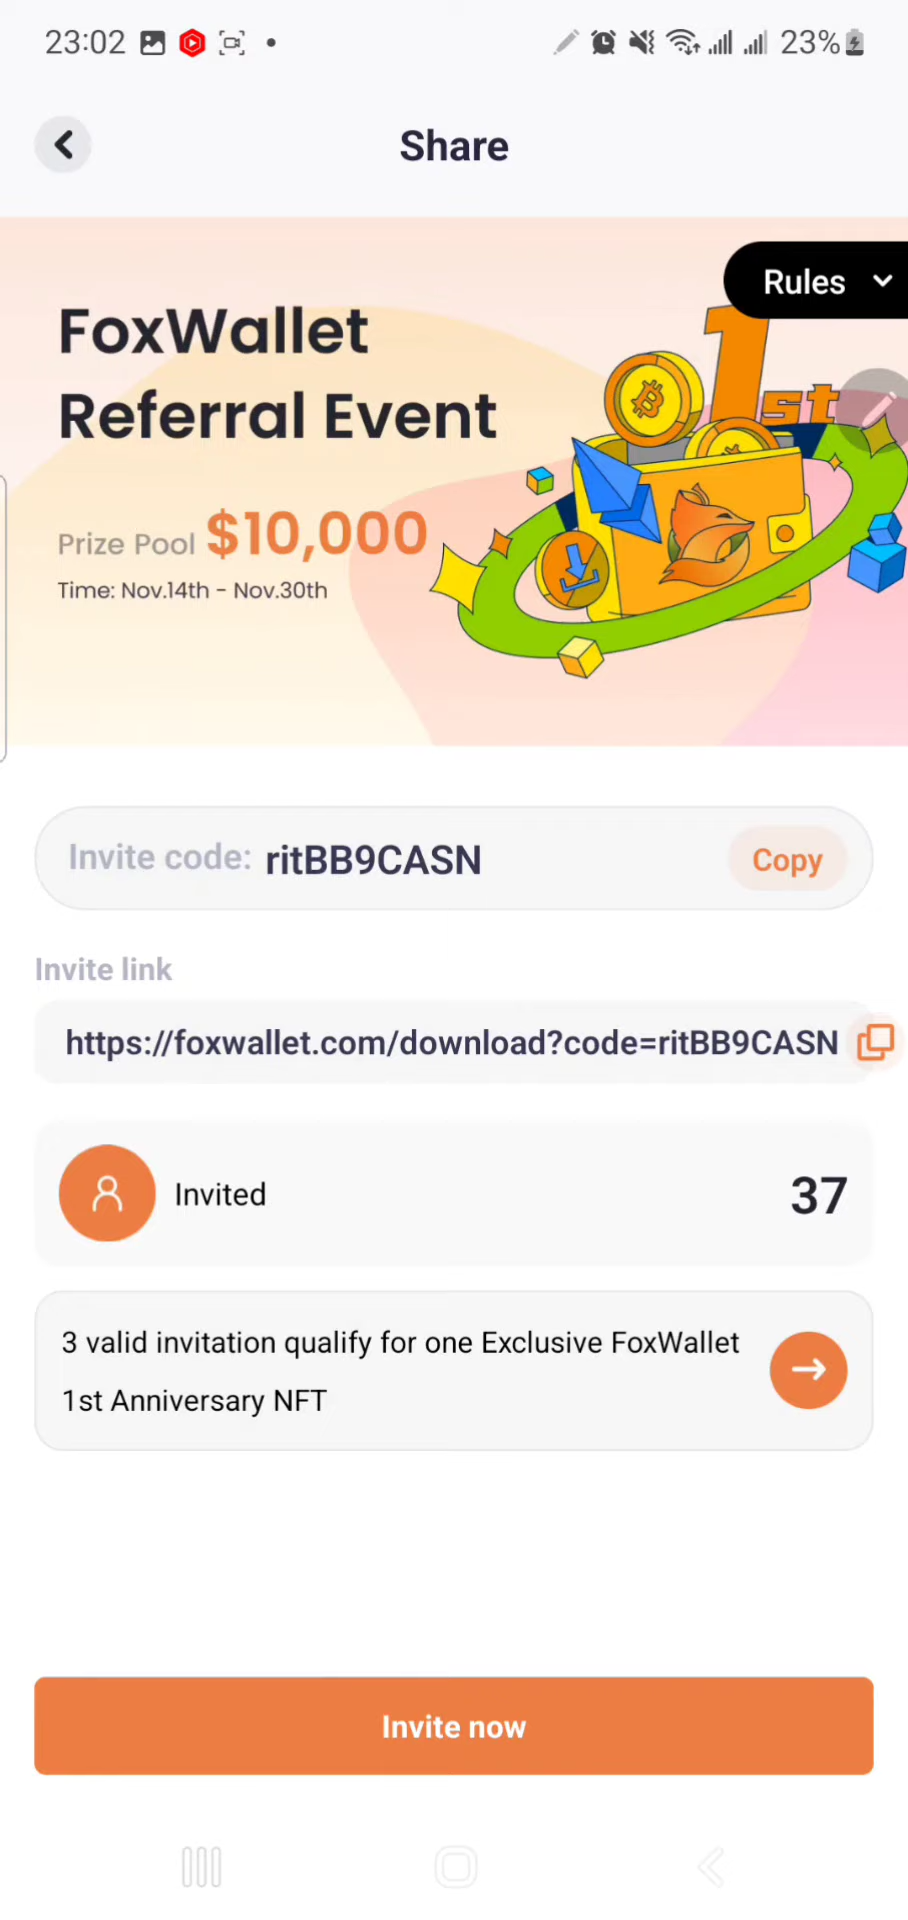 23:02
23%
Share
Rules
FoxWallet
Referral Event
1st
Prize Pool $10,000
Time: Nov.14th - Nov.30th
Invite code: ritBB9CASN
Copy
Invite link
https://foxwallet.com/download?code=ritBB9CASN
Invited
37
3 valid invitation qualify for one Exclusive FoxWallet
1st Anniversary NFT
Invite now